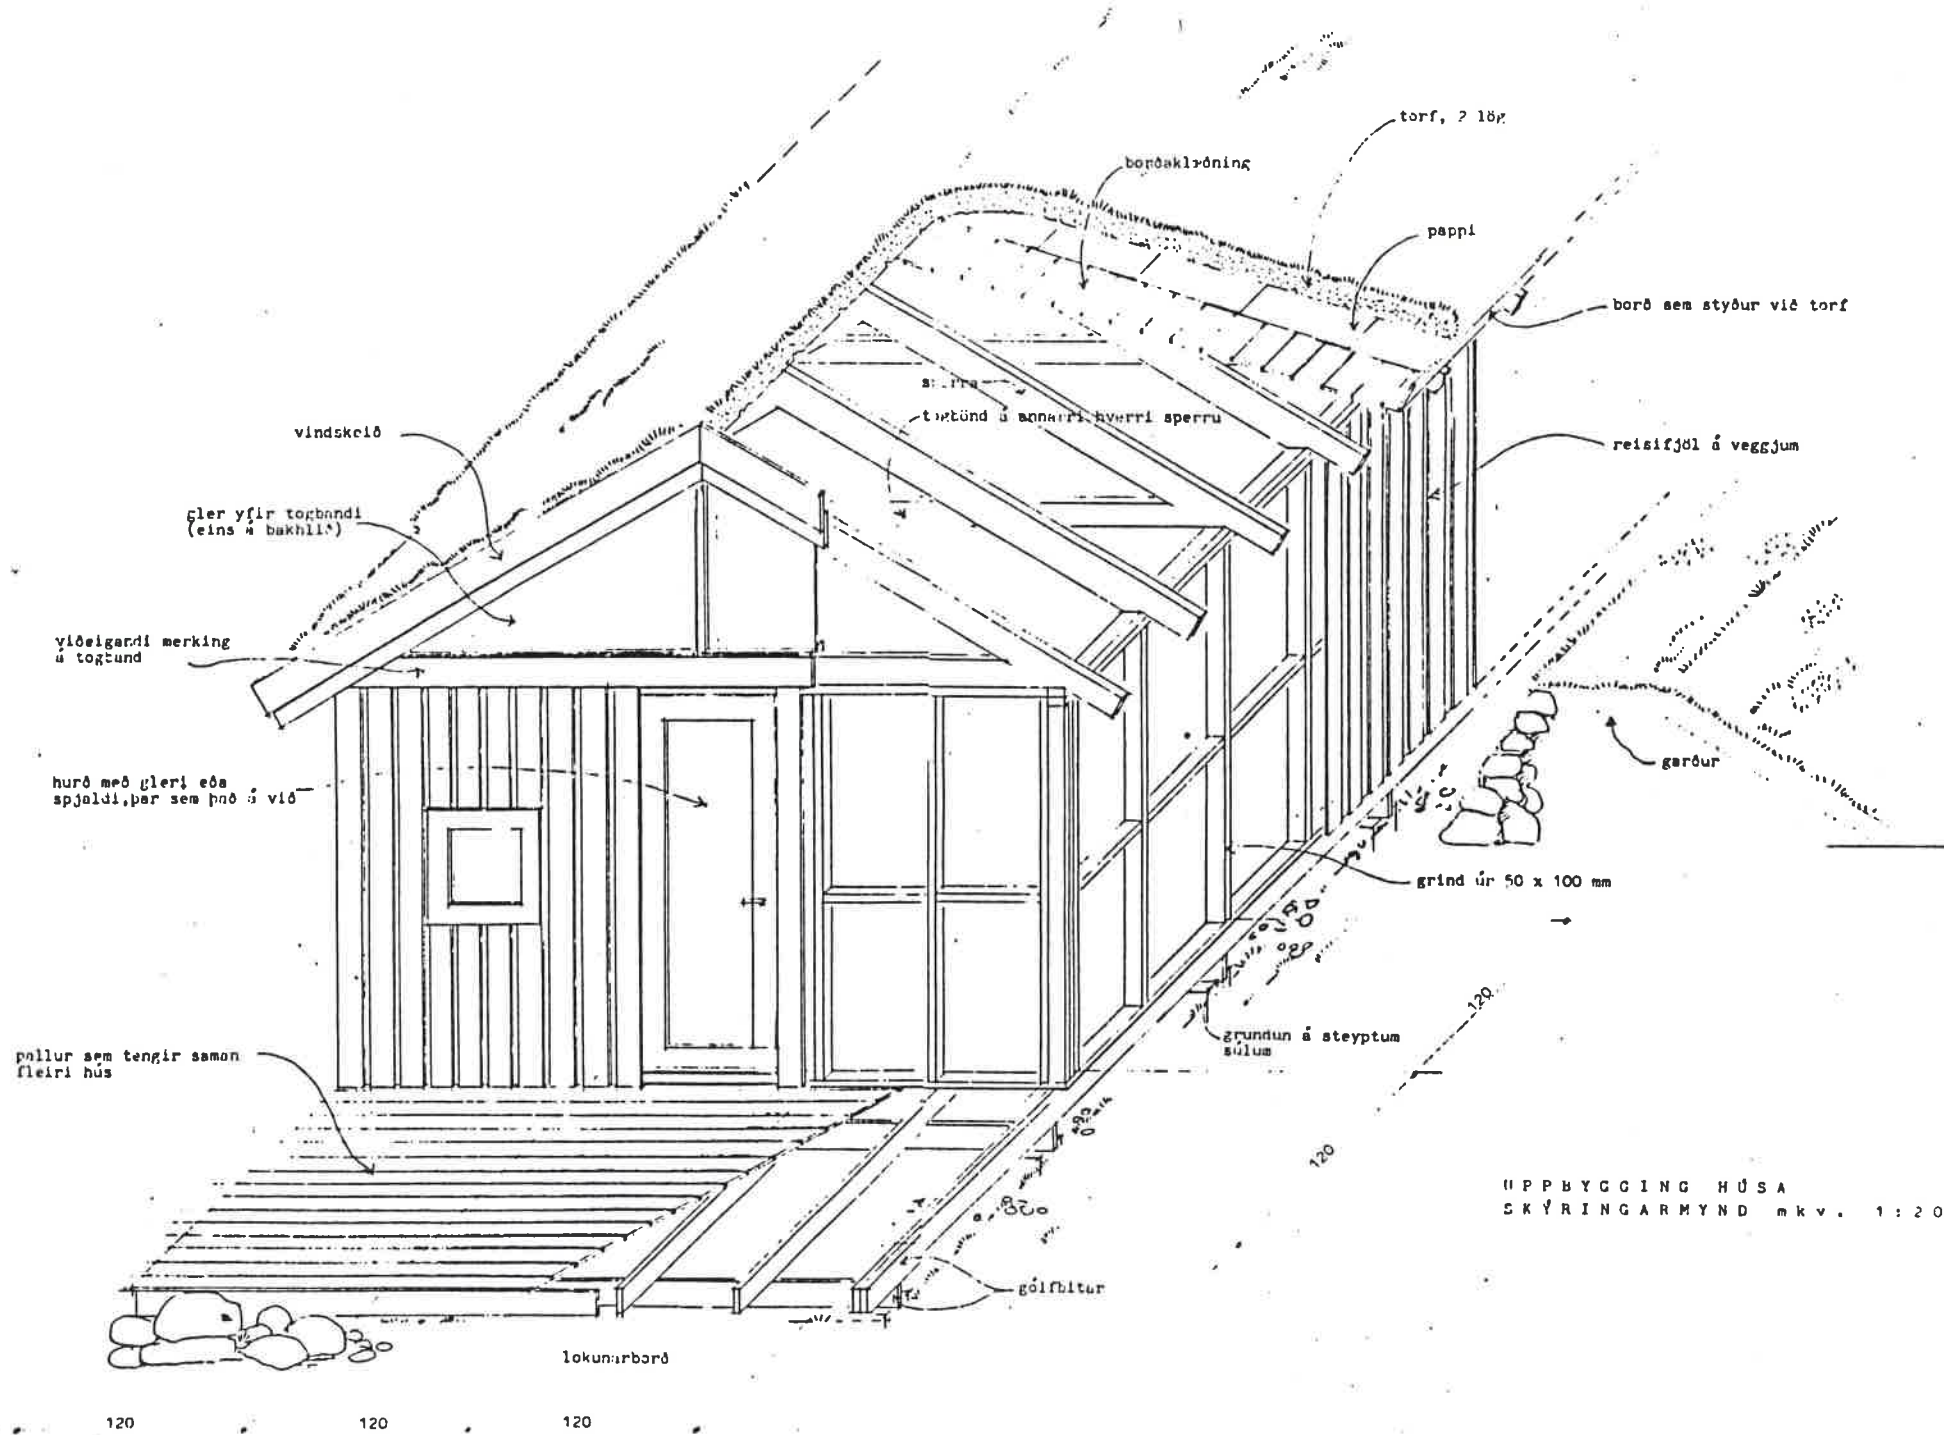 torf, 2 lög
borðaklæðning
pappi
borð sem styður við torf
sperra
togbönd á annarri hverri sperru
vindskeið
reisifjöl á veggjum
gler yfir togbandi
(eins á bakhlið)
viðeigandi merking
á togband
hurð með gleri eða
spjaldi, þar sem það á við
garður
grind úr 50 x 100 mm
grundun á steyptum
súlum
pallur sem tengir saman
fleiri hús
120
120
UPPBYGGING HÚSA
SKÝRINGARMYND mkv. 1:20
gólfbitar
lokunarborð
120 120 120